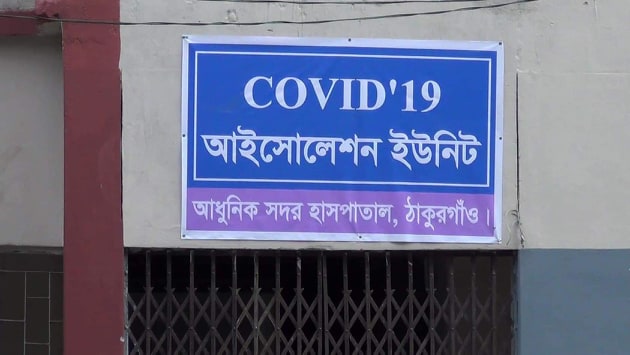 COVID'19
আইসোলেশন ইউনিট
আধুনিক সদর হাসপাতাল, ঠাকুরগাঁও।